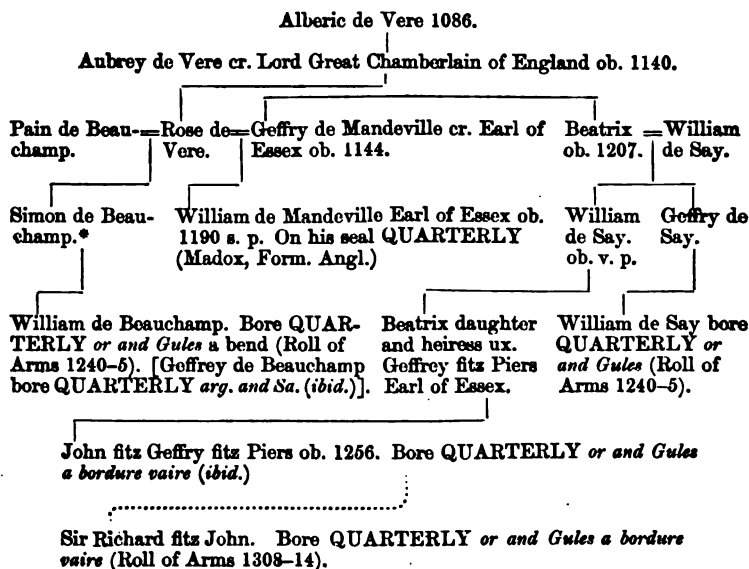 Alberic de Vere 1086.
Aubrey de Vere cr. Lord Great Chamberlain of England ob. 1140.
Pain de Beau-
champ.
Rose de
Vere.
Geffry de Mandeville cr. Earl of
Essex ob. 1144.
Beatrix
ob. 1207.
William
de Say.
Simon de Beau-
champ.*
William de Mandeville Earl of Essex ob.
1190 s. p. On his seal QUARTERLY
(Madox, Form. Angl.)
William
de Say.
ob. v. p.
Geffry de
Say.
William de Beauchamp. Bore QUAR-
TERLY or and Gules a bend (Roll of
Arms 1240–5). [Geoffrey de Beauchamp
bore QUARTERLY arg. and Sa. (ibid.)].
Beatrix daughter
and heiress ux.
Geffrey fitz Piers
Earl of Essex.
William de Say bore
QUARTERLY or
and Gules (Roll of
Arms 1240–5).
John fitz Geffry fitz Piers ob. 1256. Bore QUARTERLY or and Gules
a bordure vaire (ibid.)
Sir Richard fitz John. Bore QUARTERLY or and Gules a bordure
vaire (Roll of Arms 1308–14).